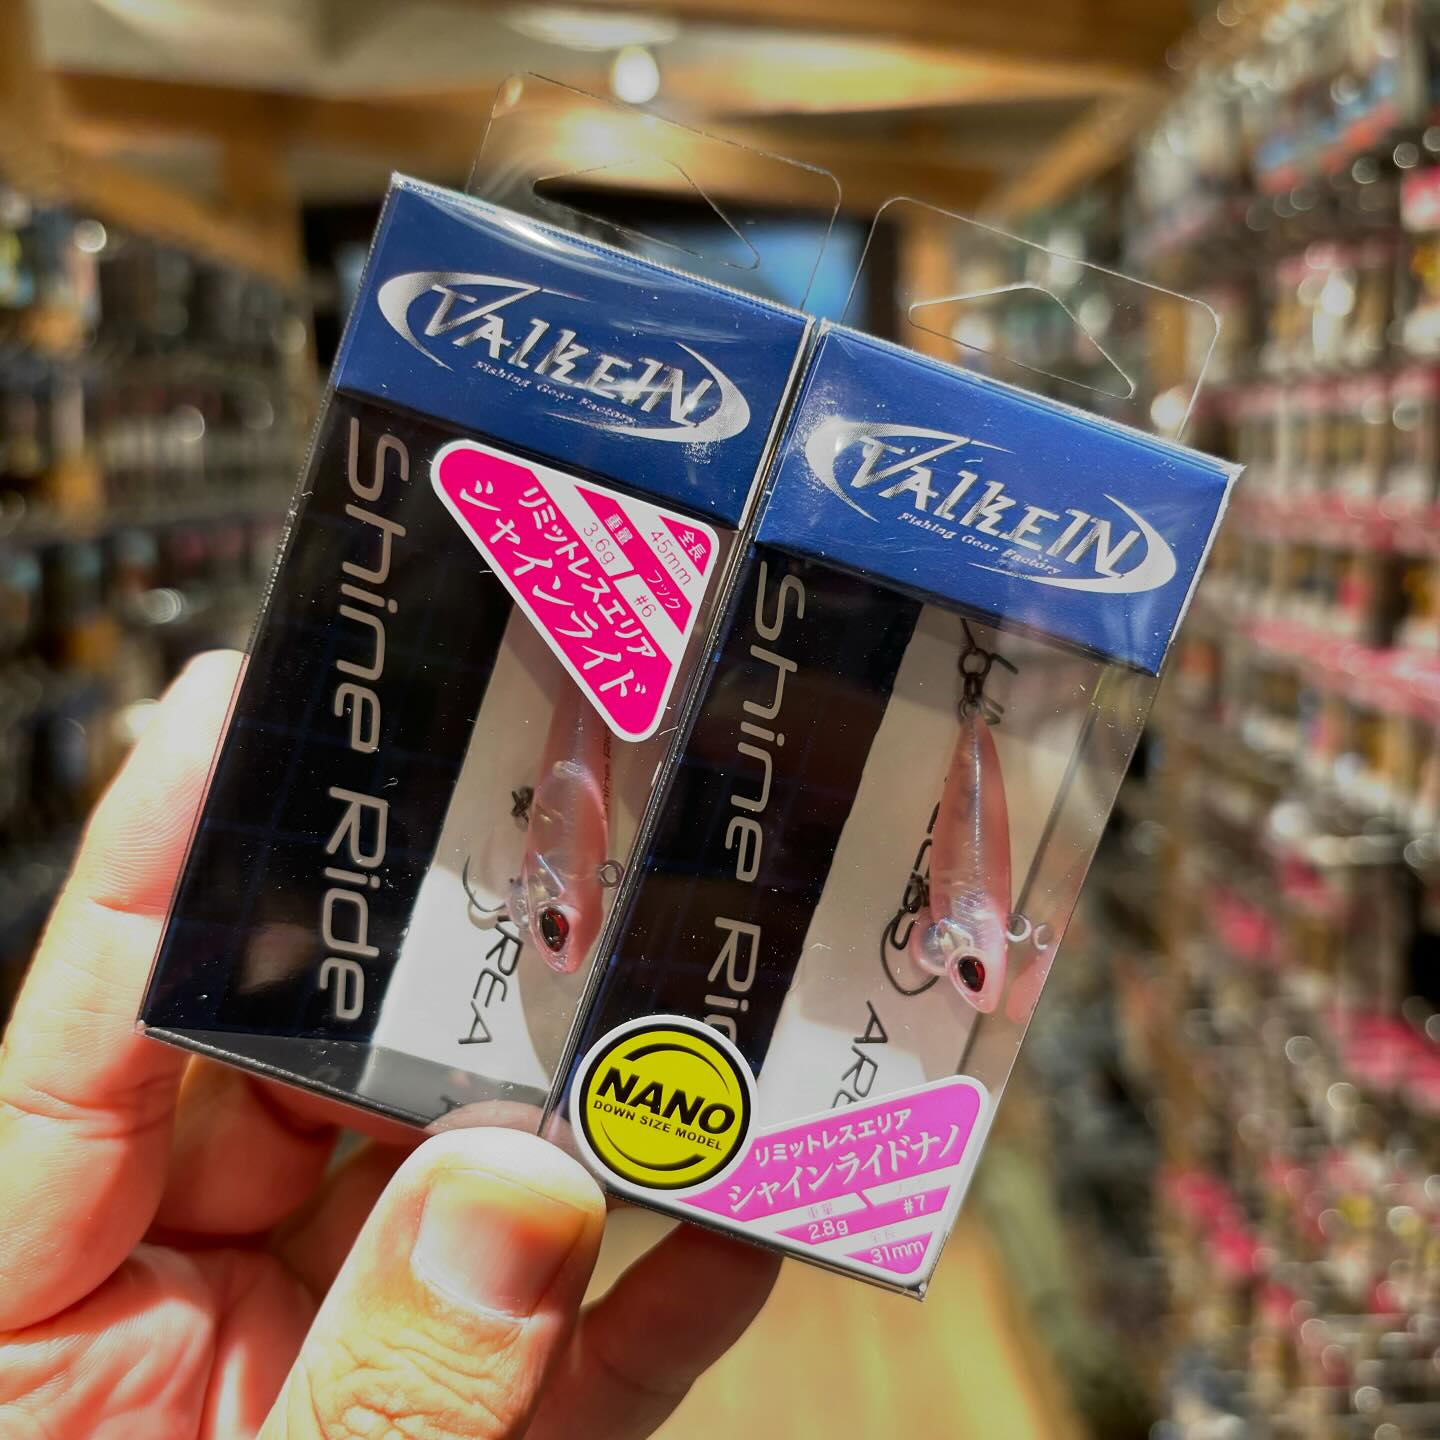 ValkeIN
Fishing Gear Factory
Shine Ride
全長
45mm
フック
#6
重量
3.6g
リミットレスエリア
シャインライド
AREA
ValkeIN
Fishing Gear Factory
Shine Ri
ARE
NANO
DOWN SIZE MODEL
リミットレスエリア
シャインライドナノ
重量
2.8g
#7
全長
31mm